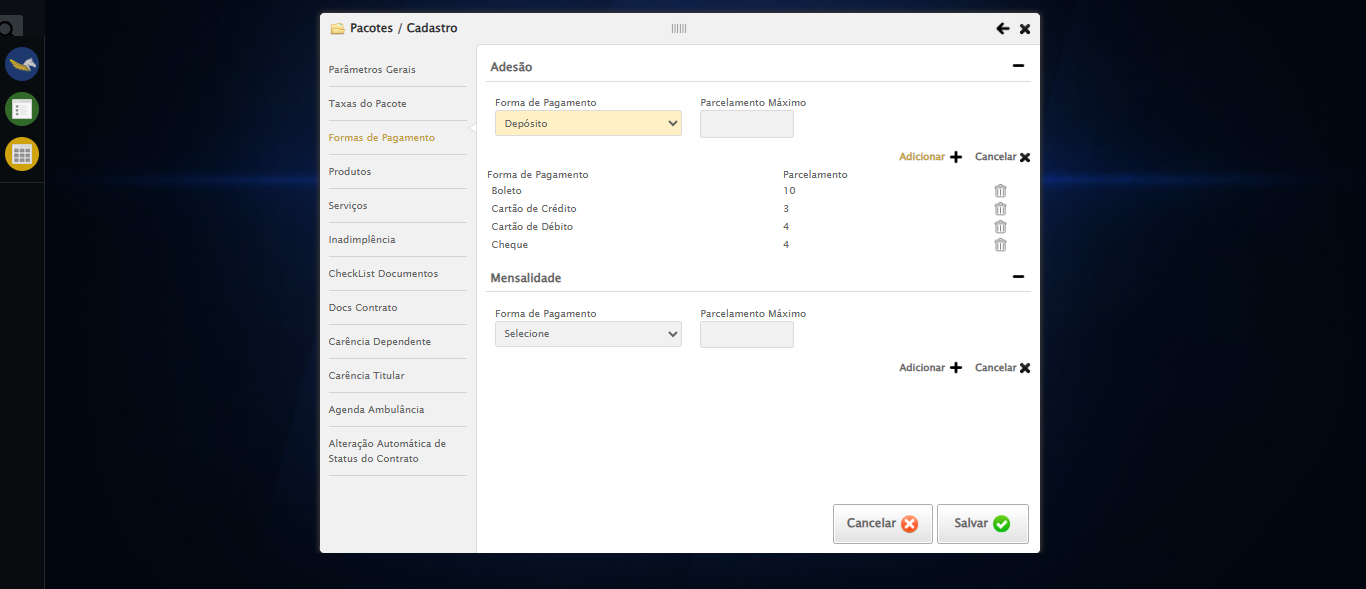 Pacotes / Cadastro
Parâmetros Gerais
Taxas do Pacote
Formas de Pagamento
Produtos
Serviços
Inadimplência
CheckList Documentos
Docs Contrato
Carência Dependente
Carência Titular
Agenda Ambulância
Alteração Automática de
Status do Contrato
Adesão
Forma de Pagamento Parcelamento Máximo
Depósito
Adicionar Cancelar
Forma de Pagamento Parcelamento
Boleto 10
Cartão de Crédito 3
Cartão de Débito 4
Cheque 4
Mensalidade
Forma de Pagamento Parcelamento Máximo
Selecione
Adicionar Cancelar
Cancelar Salvar